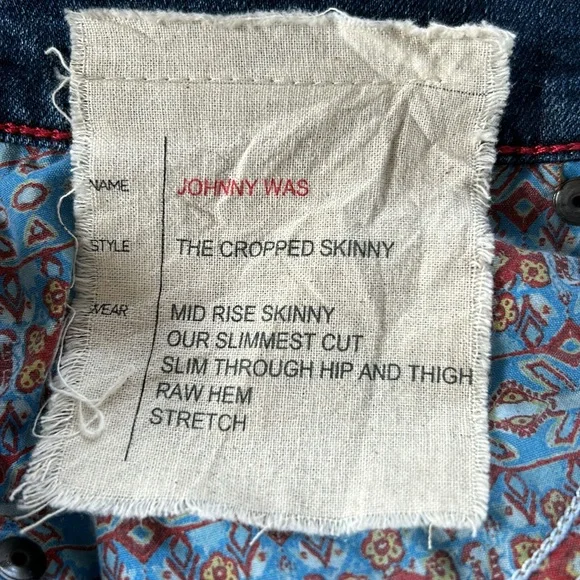 NAME JOHNNY WAS
STYLE THE CROPPED SKINNY
WEAR MID RISE SKINNY
OUR SLIMMEST CUT
SLIM THROUGH HIP AND THIGH
RAW HEM
STRETCH